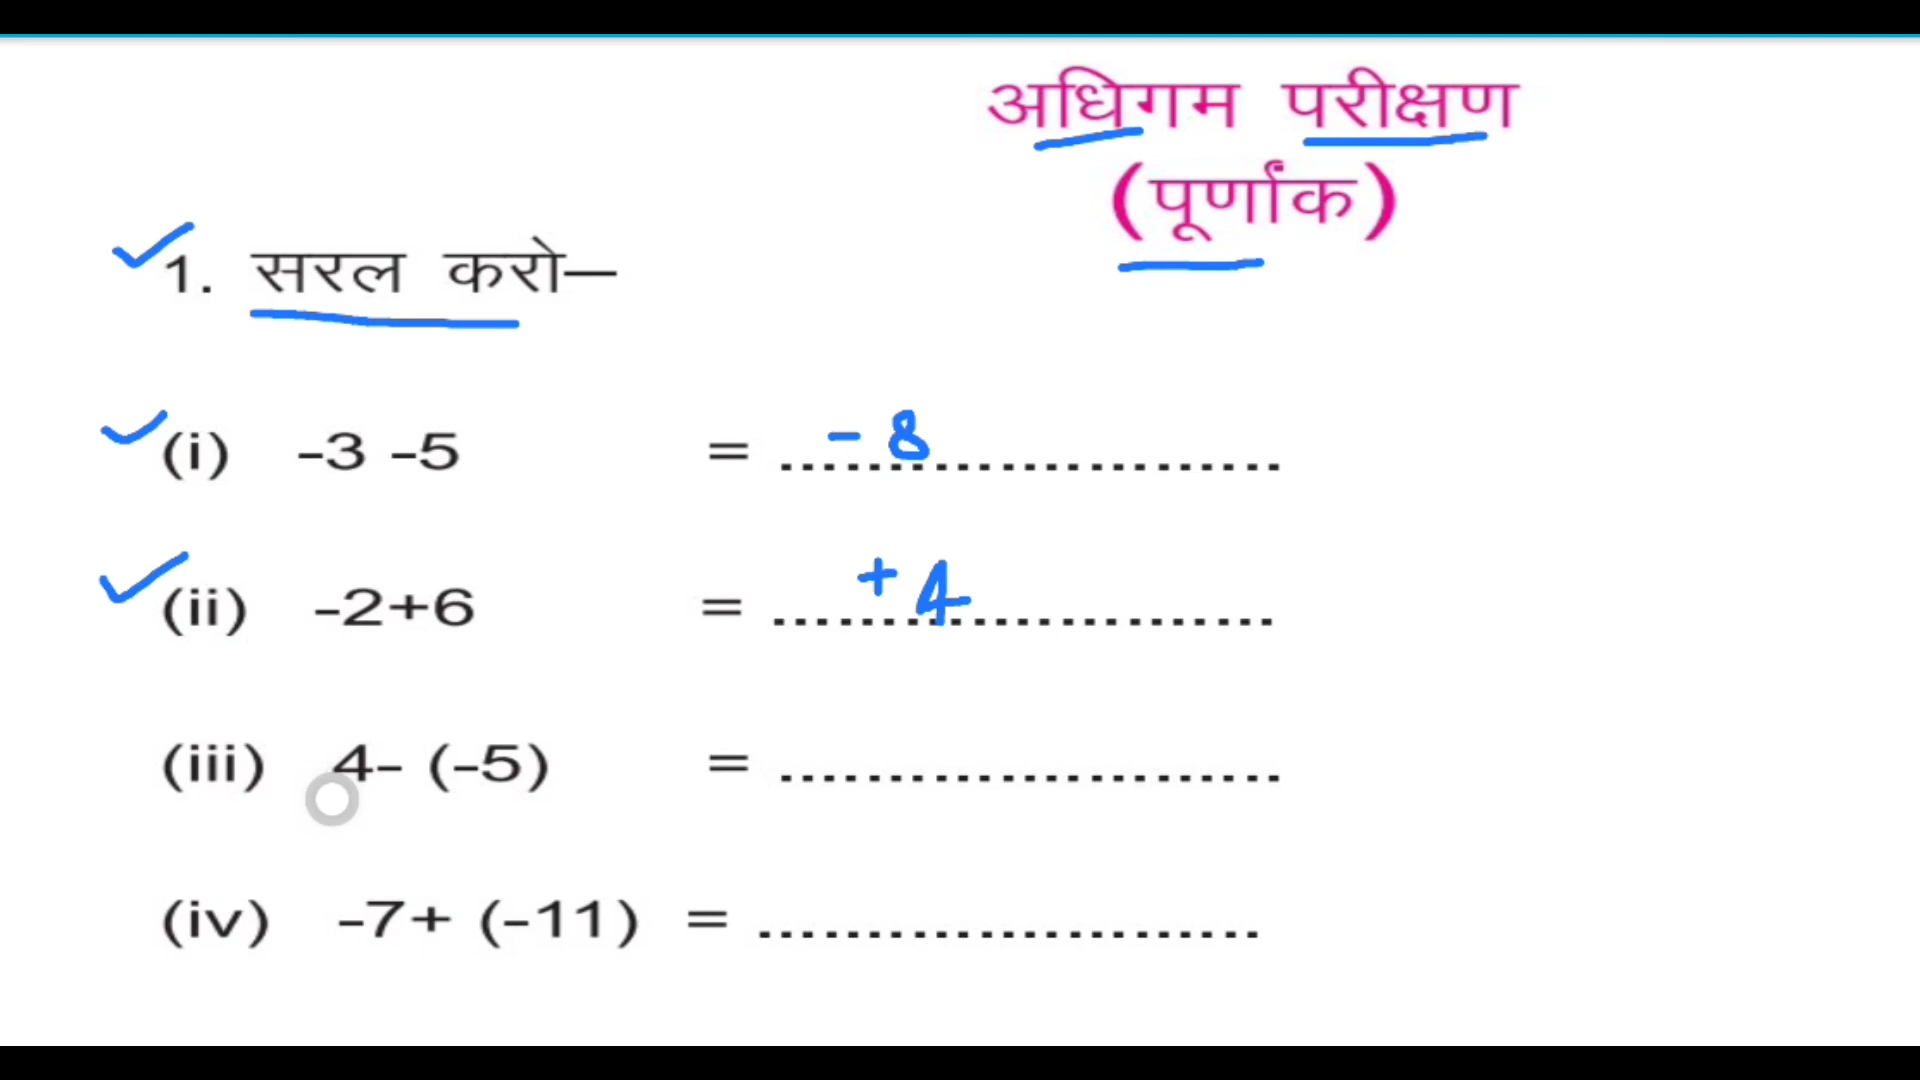 अधिगम परीक्षण
(पूर्णांक)
1. सरल करो—
(i) -3 -5 = - 8
(ii) -2+6 = +4
(iii) 4- (-5) = .......................
(iv) -7+ (-11) = .......................